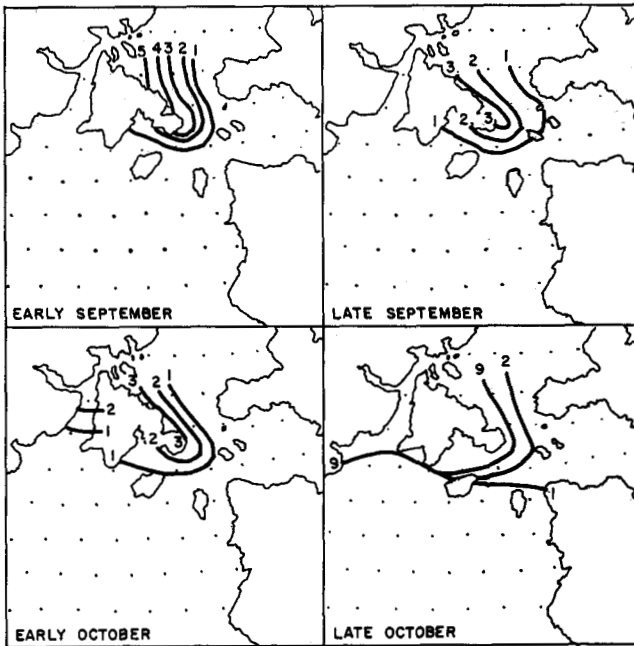 5 4 3 2 1
EARLY SEPTEMBER
3 2 1
1 2 3
LATE SEPTEMBER
3 2 1
2
1
2 3
1
EARLY OCTOBER
9 2
8
9
1
LATE OCTOBER